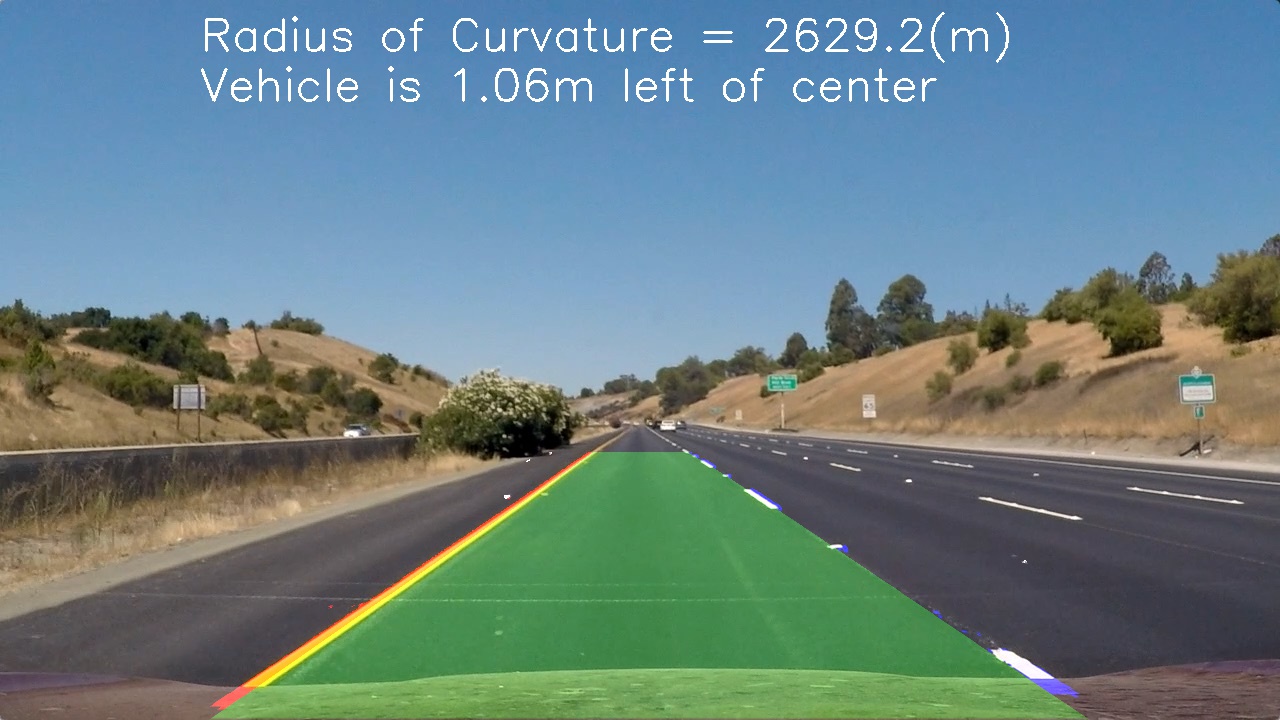 Radius of Curvature = 2629.2(m)
Vehicle is 1.06m left of center